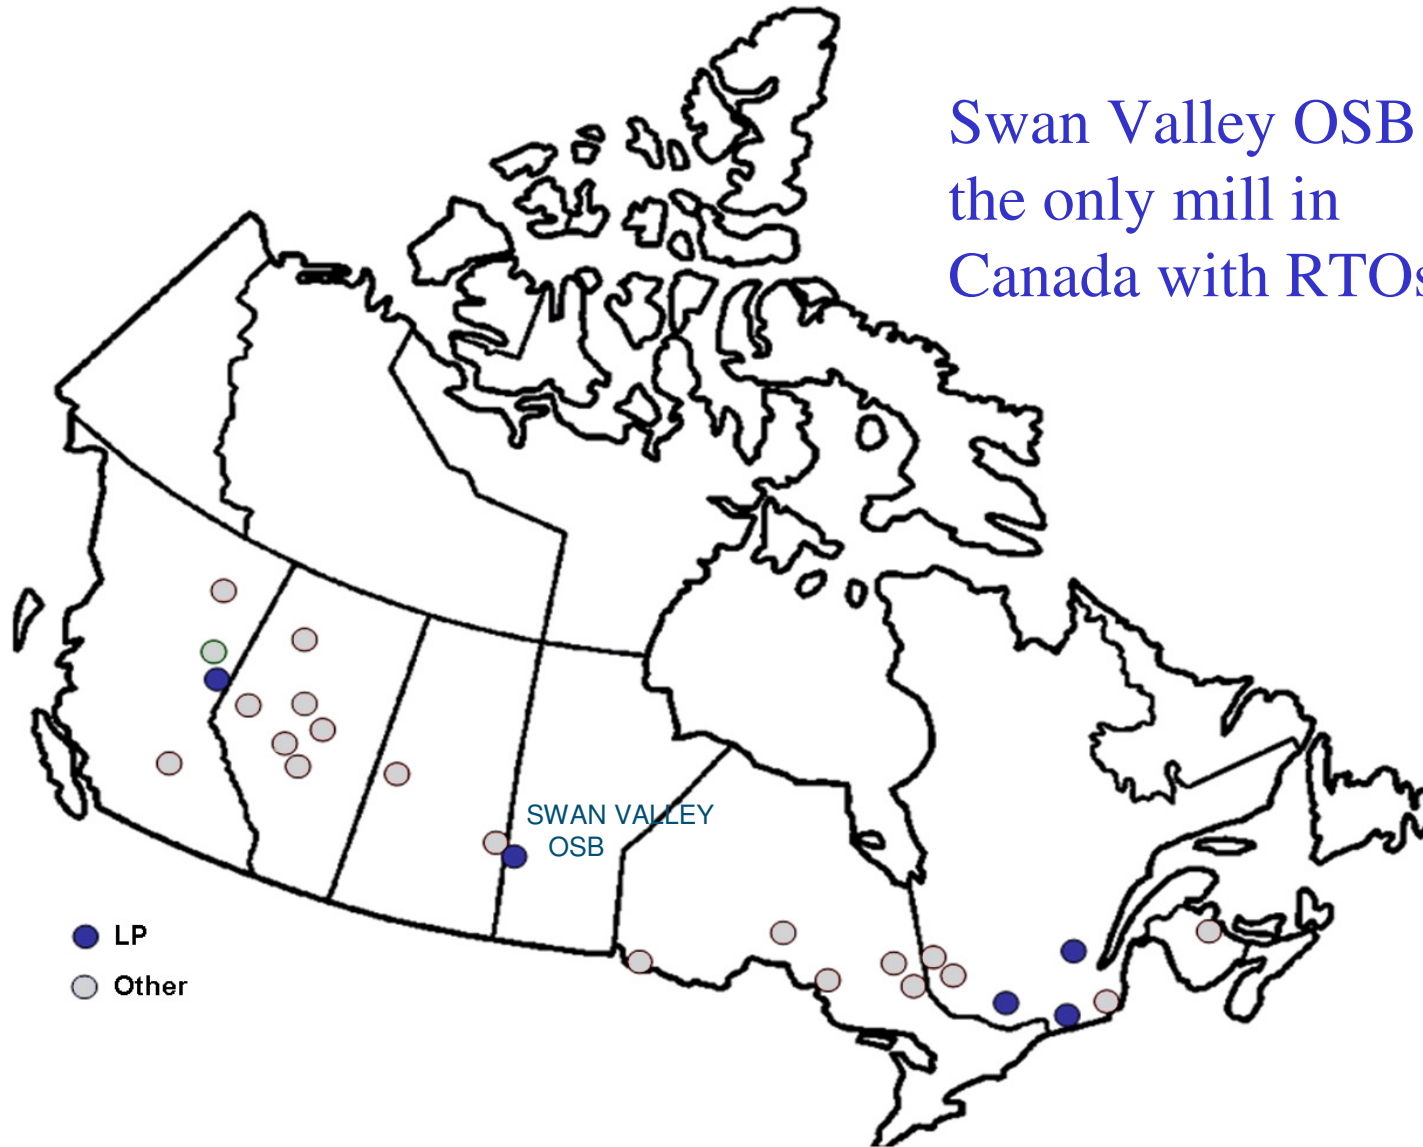 Swan Valley OSB
the only mill in
Canada with RTOs
SWAN VALLEY
OSB
LP
Other